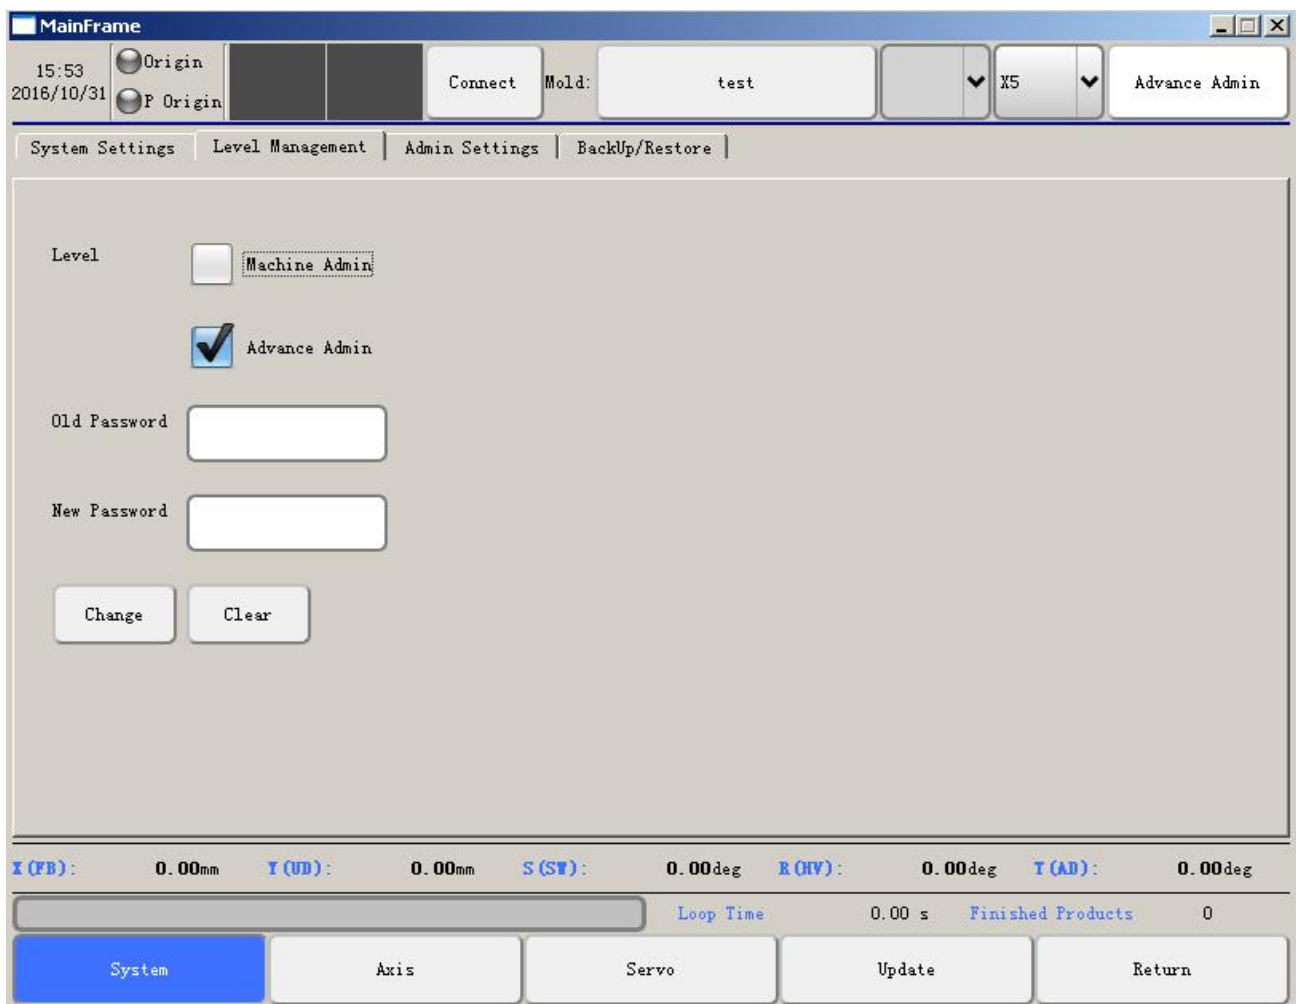 MainFrame
15:53
2016/10/31
Origin
P Origin
Connect
Mold:
test
X5
Advance Admin
System Settings
Level Management
Admin Settings
BackUp/Restore
Level
Machine Admin
Advance Admin
Old Password
New Password
Change
Clear
X(FB): 0.00mm Y(UD): 0.00mm S(SW): 0.00deg R(HV): 0.00deg T(AD): 0.00deg
Loop Time 0.00 s Finished Products 0
System
Axis
Servo
Update
Return